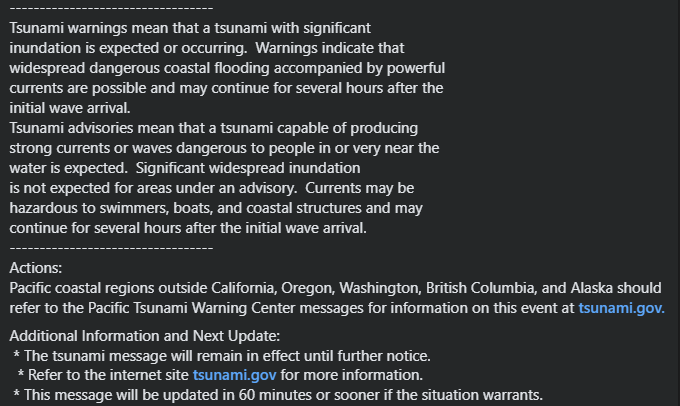 ----------------------------------
Tsunami warnings mean that a tsunami with significant
inundation is expected or occurring.  Warnings indicate that
widespread dangerous coastal flooding accompanied by powerful
currents are possible and may continue for several hours after the
initial wave arrival.
Tsunami advisories mean that a tsunami capable of producing
strong currents or waves dangerous to people in or very near the
water is expected.  Significant widespread inundation
is not expected for areas under an advisory.  Currents may be
hazardous to swimmers, boats, and coastal structures and may
continue for several hours after the initial wave arrival.
----------------------------------
Actions:
Pacific coastal regions outside California, Oregon, Washington, British Columbia, and Alaska should
refer to the Pacific Tsunami Warning Center messages for information on this event at tsunami.gov.
Additional Information and Next Update:
* The tsunami message will remain in effect until further notice.
* Refer to the internet site tsunami.gov for more information.
* This message will be updated in 60 minutes or sooner if the situation warrants.